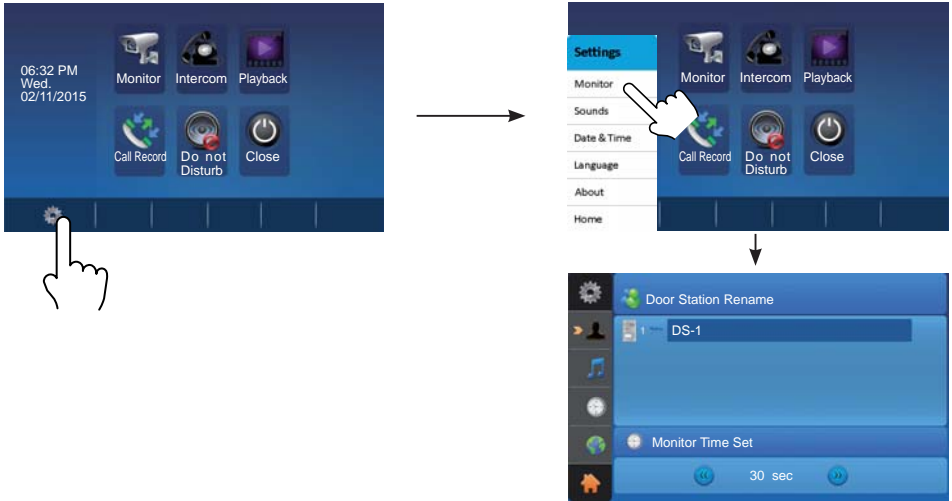 06:32 PM
Wed.
02/11/2015
Monitor Intercom Playback
Call Record Do not Disturb Close
Settings
Monitor
Sounds
Date & Time
Language
About
Home
Monitor Intercom Playback
Call Record Do not Disturb Close
Door Station Rename
1 DS-1
Monitor Time Set
30 sec